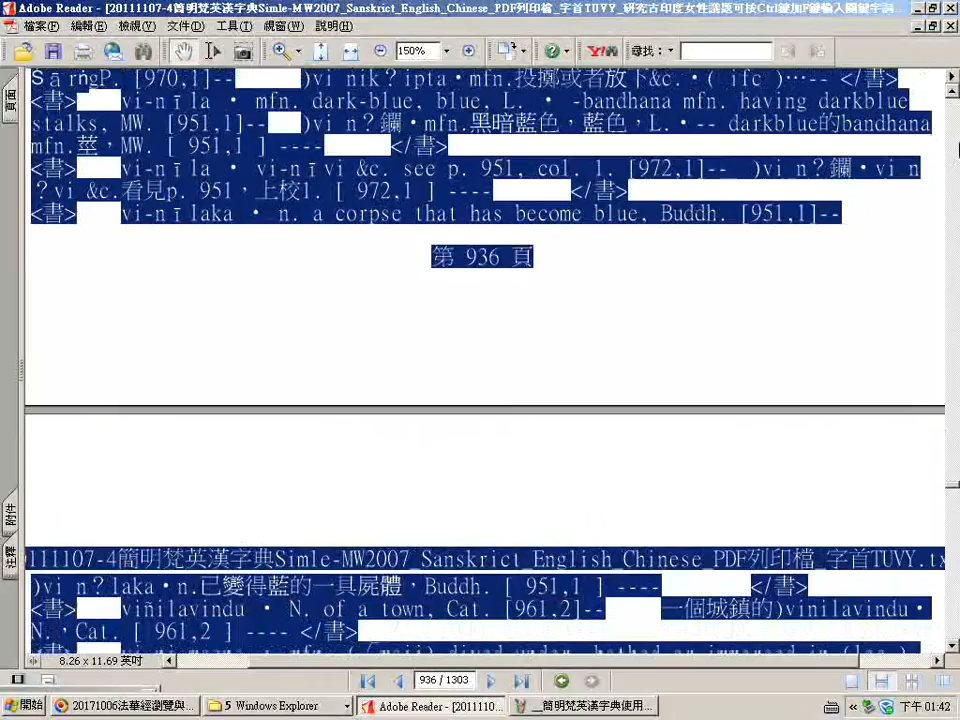 Adobe Reader - [20111107-4簡明梵英漢字典Simle-MW2007_Sanskrict_English_Chinese_PDF列印檔_字首TUVY_研究古印度女性議題可按Ctrl鍵加F鍵輸入關鍵字詞
檔案(F) 編輯(E) 檢視(V) 文件(D) 工具(T) 視窗(W) 說明(H)
150% Y! 尋找：
頁面
ŚārṅgP. [970,1]-- )vi nik？ipta‧mfn.投擲或者放下&c.‧( ifc )…-- </書>
<書> vi-nīla ‧ mfn. dark-blue, blue, L. ‧ -bandhana mfn. having darkblue
stalks, MW. [951,1]-- )vi n？鑭‧mfn.黑暗藍色，藍色，L.‧-- darkblue的bandhana
mfn.莖，MW. [ 951,1 ] ---- </書>
<書> vi-nīla ‧ vi-nīvi &c. see p. 951, col. 1. [972,1]-- )vi n？鑭‧vi n
？vi &c.看見p. 951，上校1. [ 972,1 ] ---- </書>
<書> vi-nīlaka ‧ n. a corpse that has become blue, Buddh. [951,1]--
第 936 頁
附件
注釋
111107-4簡明梵英漢字典Simle-MW2007_Sanskrict_English_Chinese_PDF列印檔_字首TUVY.tx
)vi n？laka‧n.已變得藍的一具屍體，Buddh. [ 951,1 ] ---- </書>
<書> viñilavindu ‧ N. of a town, Cat. [961,2]-- 一個城鎮的)vinilavindu‧
N.，Cat. [ 961,2 ] ---- </書>
8.26 x 11.69 英吋
936 / 1303
開始 20171006法華經瀏覽與... 5 Windows Explorer Adobe Reader - [2011110... __簡明梵英漢字典使用... 下午 01:42